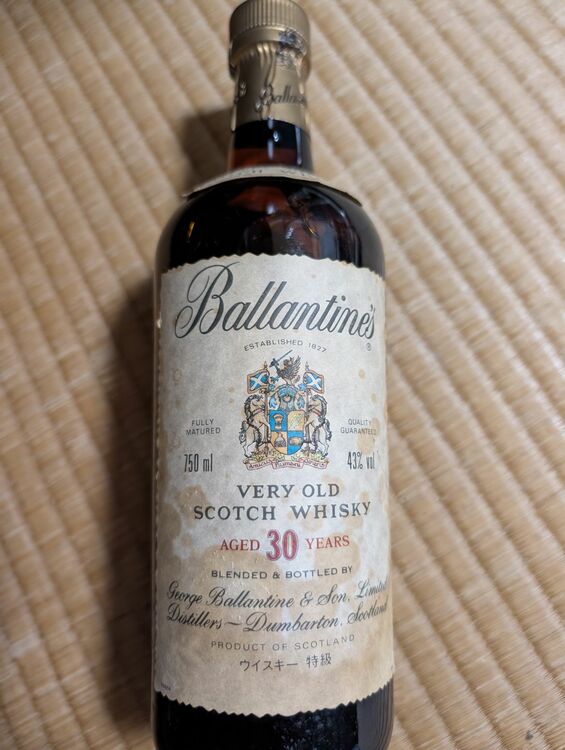 Ballantine's
ESTABLISHED 1827
FULLY MATURED
QUALITY GUARANTEED
750 ml
43% vol
VERY OLD
SCOTCH WHISKY
AGED 30 YEARS
BLENDED & BOTTLED BY
George Ballantine & Son, Limited
Distillers — Dumbarton, Scotland
PRODUCT OF SCOTLAND
ウイスキー 特級